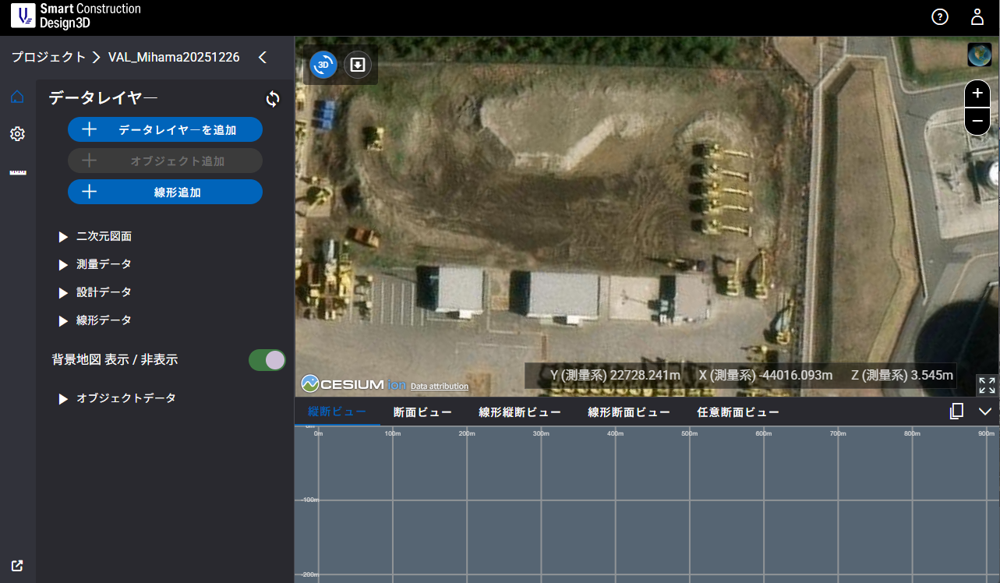 Smart Construction
Design3D
プロジェクト
VAL_Mihama20251226
データレイヤー
データレイヤーを追加
オブジェクト追加
線形追加
二次元図面
測量データ
設計データ
線形データ
背景地図 表示 / 非表示
オブジェクトデータ
3D
CESIUM ion Data attribution
Y (測量系) 22728.241m X (測量系) -44016.093m Z (測量系) 3.545m
縦断ビュー 断面ビュー 線形縦断ビュー 線形断面ビュー 任意断面ビュー
0m
0m 100m 200m 300m 400m 500m 600m 700m 800m 900m
-100m
-200m